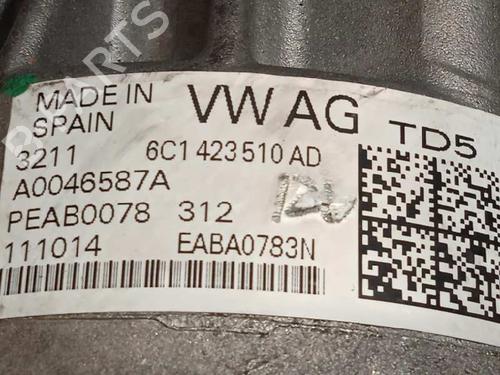 MADE IN SPAIN VW AG TD5
3211 6C1 423 510 AD
A0046587A
PEAB0078 312
111014 EABA0783N